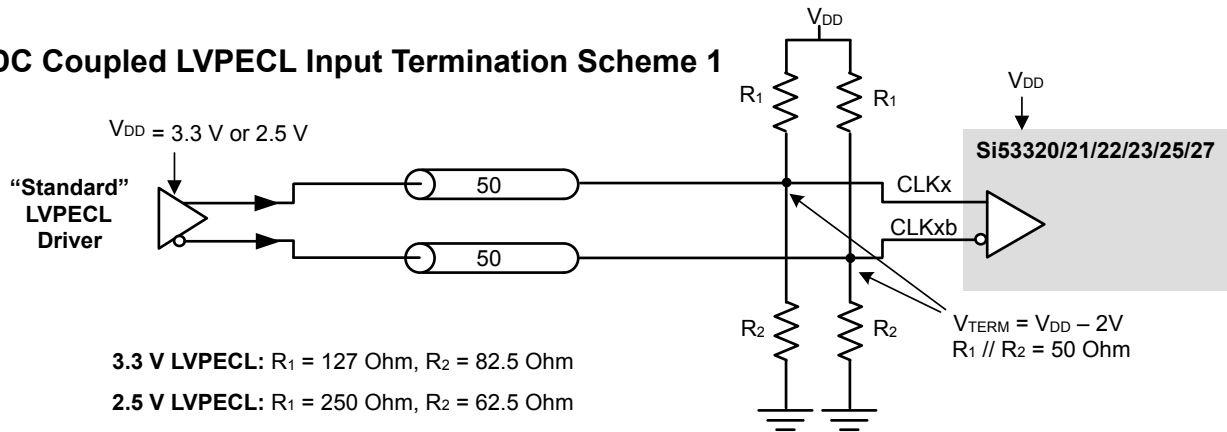 DC Coupled LVPECL Input Termination Scheme 1
VDD
R1
R1
VDD
VDD = 3.3 V or 2.5 V
Si53320/21/22/23/25/27
“Standard”
LVPECL
Driver
50
CLKx
50
CLKxb
R2
R2
VTERM = VDD – 2V
R1 // R2 = 50 Ohm
3.3 V LVPECL: R1 = 127 Ohm, R2 = 82.5 Ohm
2.5 V LVPECL: R1 = 250 Ohm, R2 = 62.5 Ohm